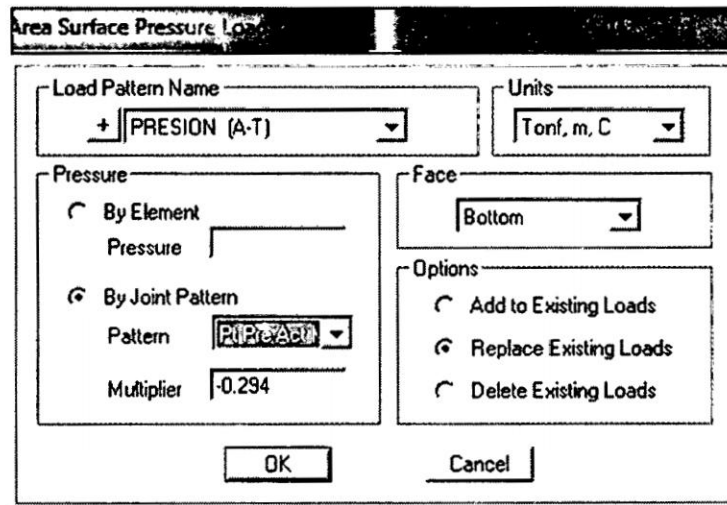 Area Surface Pressure Load
Load Pattern Name
+ PRESION (A-T)
Units
Tonf, m, C
Pressure
By Element
Pressure
By Joint Pattern
Pattern
Multiplier -0.294
Face
Bottom
Options
Add to Existing Loads
Replace Existing Loads
Delete Existing Loads
OK
Cancel